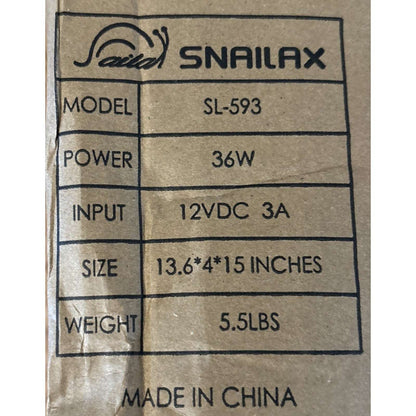 Snail SNAILAX
MODEL SL-593
POWER 36W
INPUT 12VDC 3A
SIZE 13.6*4*15 INCHES
WEIGHT 5.5LBS
MADE IN CHINA